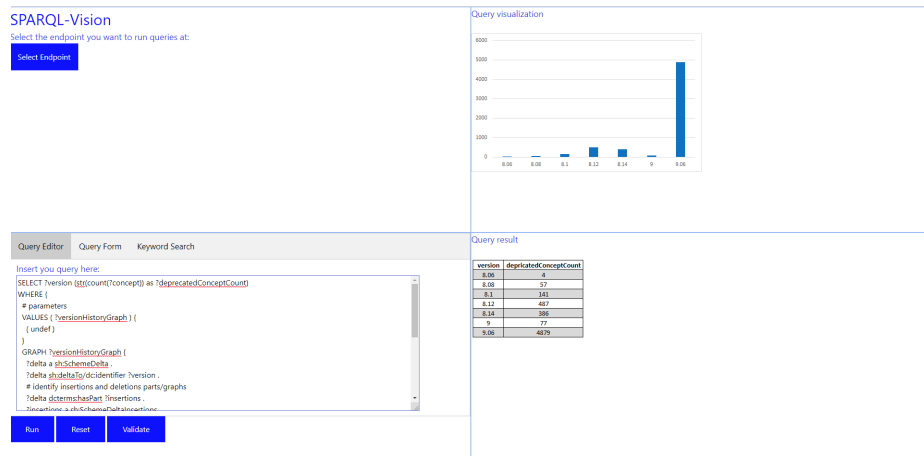 SPARQL-Vision
Select the endpoint you want to run queries at:
Select Endpoint
Query visualization
6000
5000
4000
3000
2000
1000
0
8.06 8.08 8.1 8.12 8.14 9 9.06
Query Editor Query Form Keyword Search
Insert you query here:
SELECT ?version (str(count(?concept)) as ?deprecatedConceptCount)
WHERE {
# parameters
VALUES ( ?versionHistoryGraph ) {
( undef )
}
GRAPH ?versionHistoryGraph {
?delta a sh:SchemeDelta .
?delta sh:deltaTo/dc:identifier ?version .
# identify insertions and deletions parts/graphs
?delta dcterms:hasPart ?insertions .
?insertions a sh:SchemeDeltaInsertions
Run Reset Validate
Query result
version depricatedConceptCount
8.06 4
8.08 57
8.1 141
8.12 487
8.14 386
9 77
9.06 4879